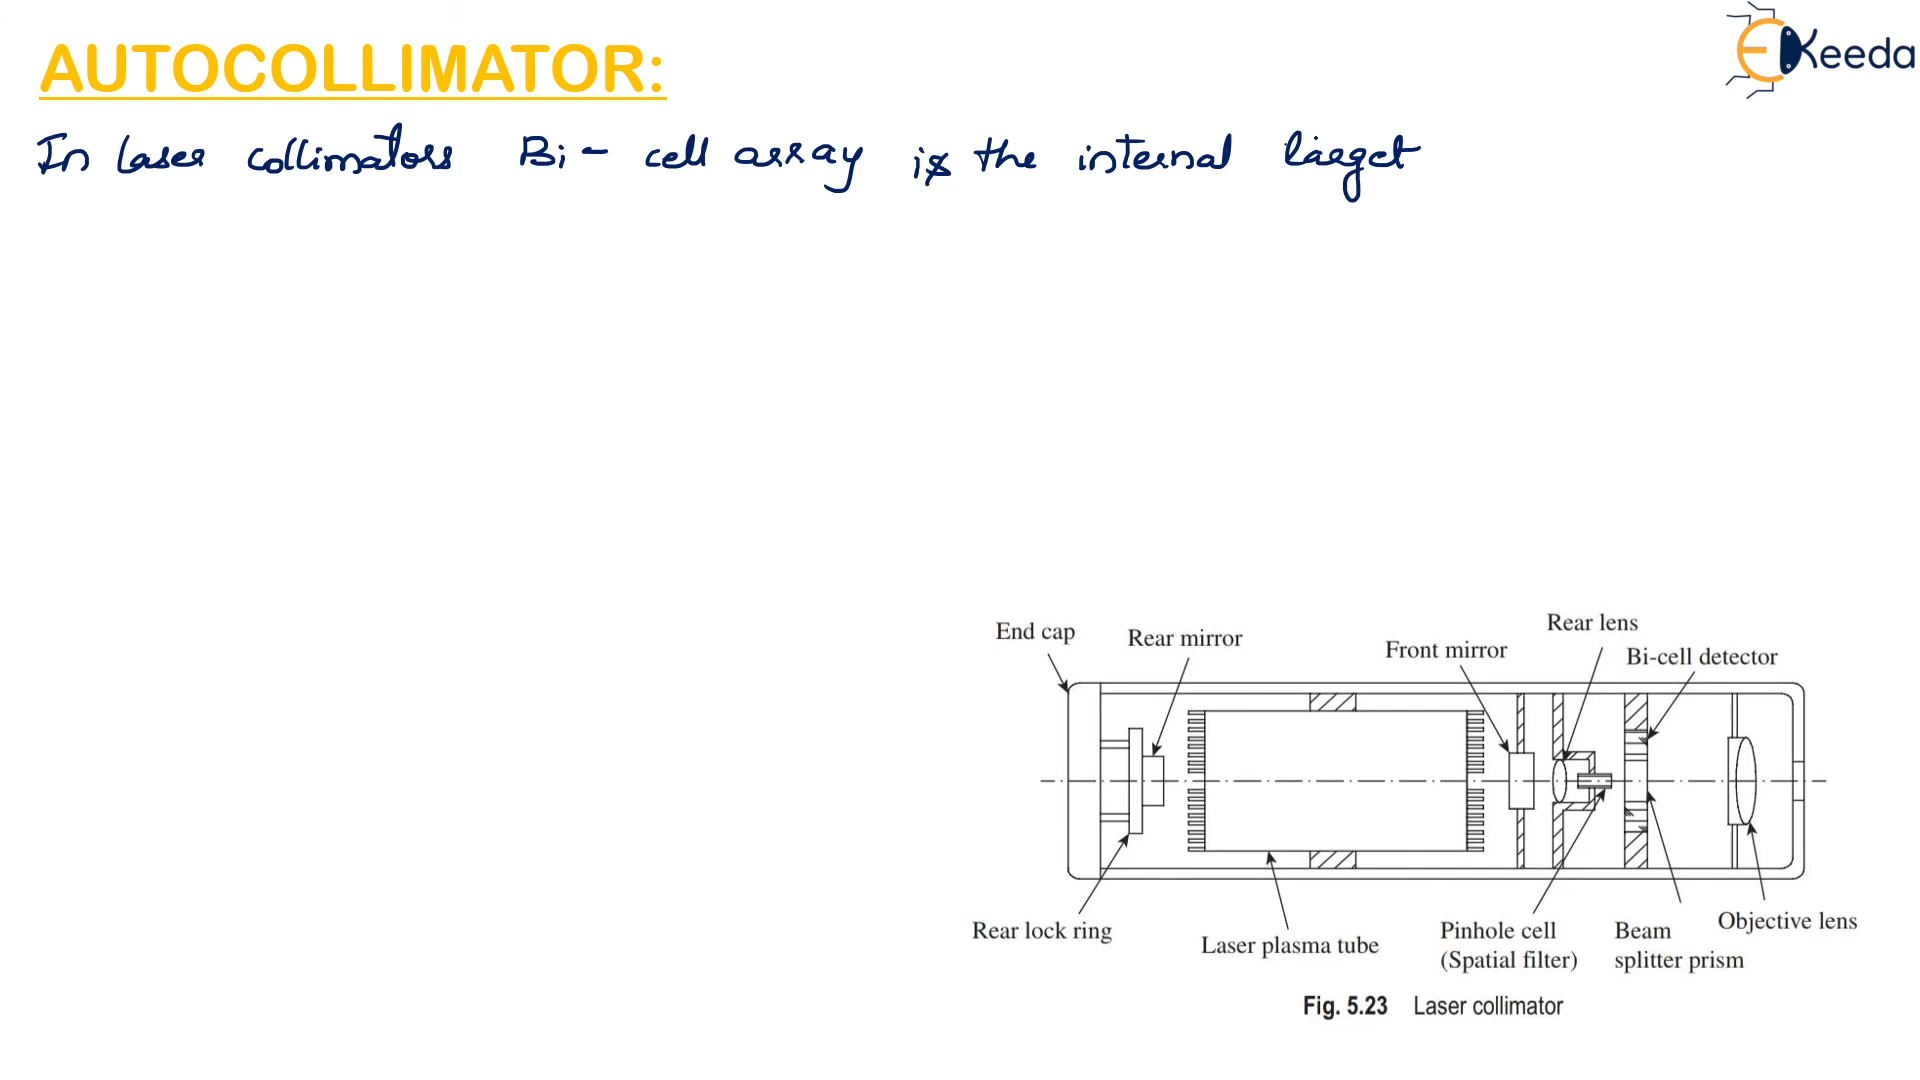 AUTOCOLLIMATOR:
EKeeda
In laser collimators Bi - cell array is the internal target
Rear lens
End cap
Rear mirror
Front mirror
Bi-cell detector
Rear lock ring
Laser plasma tube
Pinhole cell
(Spatial filter)
Beam
splitter prism
Objective lens
Fig. 5.23 Laser collimator